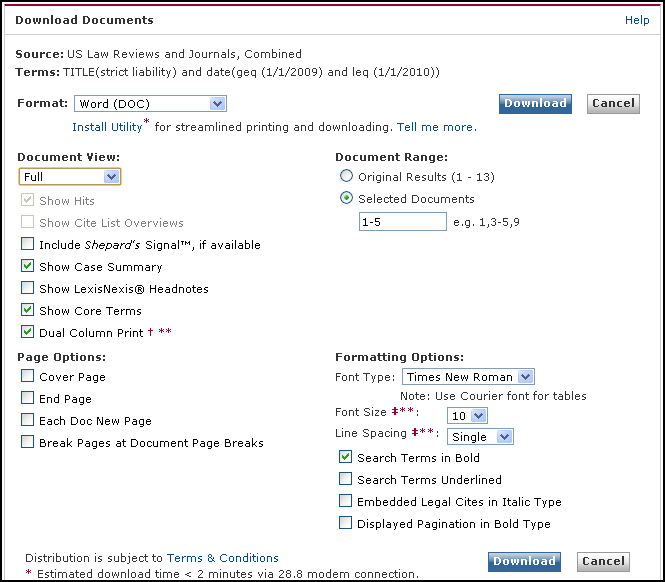 Download Documents Help
Source: US Law Reviews and Journals, Combined
Terms: TITLE(strict liability) and date(geq (1/1/2009) and leq (1/1/2010))
Format: Word (DOC) Download Cancel
Install Utility* for streamlined printing and downloading. Tell me more.
Document View:
Full
Show Hits
Show Cite List Overviews
Include Shepard's Signal™, if available
Show Case Summary
Show LexisNexis® Headnotes
Show Core Terms
Dual Column Print † **
Document Range:
Original Results (1 - 13)
Selected Documents
1-5 e.g. 1,3-5,9
Page Options:
Cover Page
End Page
Each Doc New Page
Break Pages at Document Page Breaks
Formatting Options:
Font Type: Times New Roman
Note: Use Courier font for tables
Font Size ‡**: 10
Line Spacing ‡**: Single
Search Terms in Bold
Search Terms Underlined
Embedded Legal Cites in Italic Type
Displayed Pagination in Bold Type
Distribution is subject to Terms & Conditions
* Estimated download time < 2 minutes via 28.8 modem connection.
Download Cancel